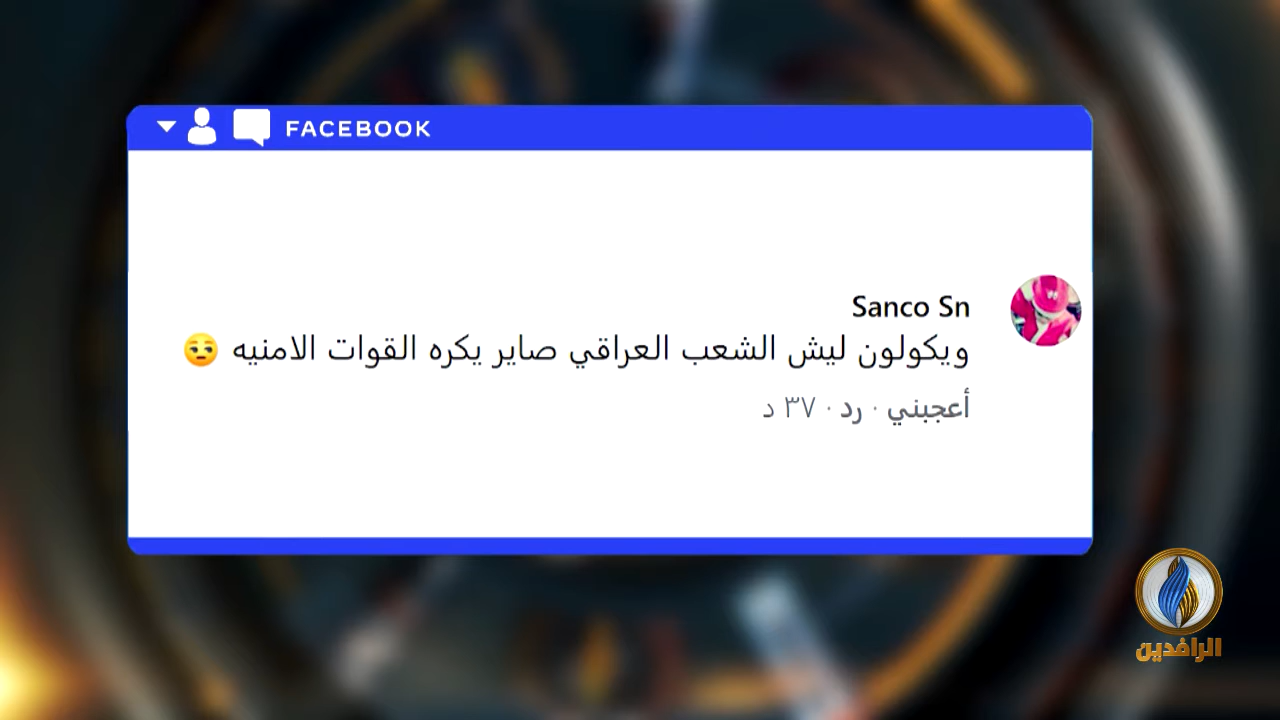 FACEBOOK
Sanco Sn
ويكولون ليش الشعب العراقي صاير يكره القوات الامنيه 😒
أعجبني · رد · ٣٧ د
الرافدين